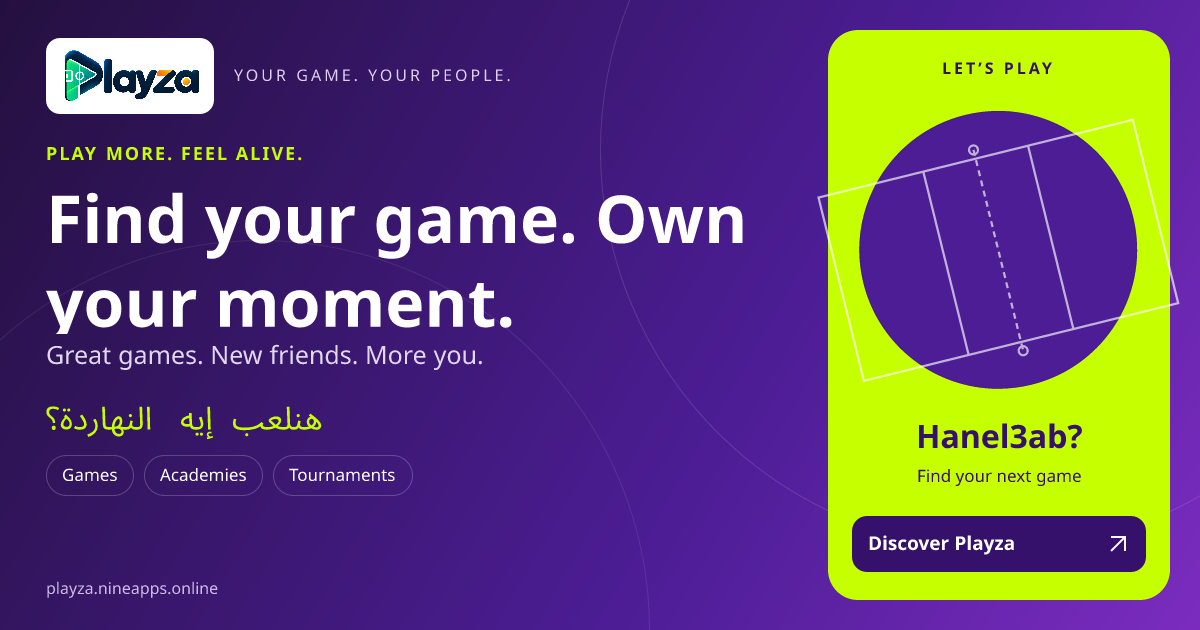 Playza
YOUR GAME. YOUR PEOPLE.
PLAY MORE. FEEL ALIVE.
Find your game. Own
your moment.
Great games. New friends. More you.
هنلعب إيه النهاردة؟
Games
Academies
Tournaments
playza.nineapps.online
LET’S PLAY
Hanel3ab?
Find your next game
Discover Playza